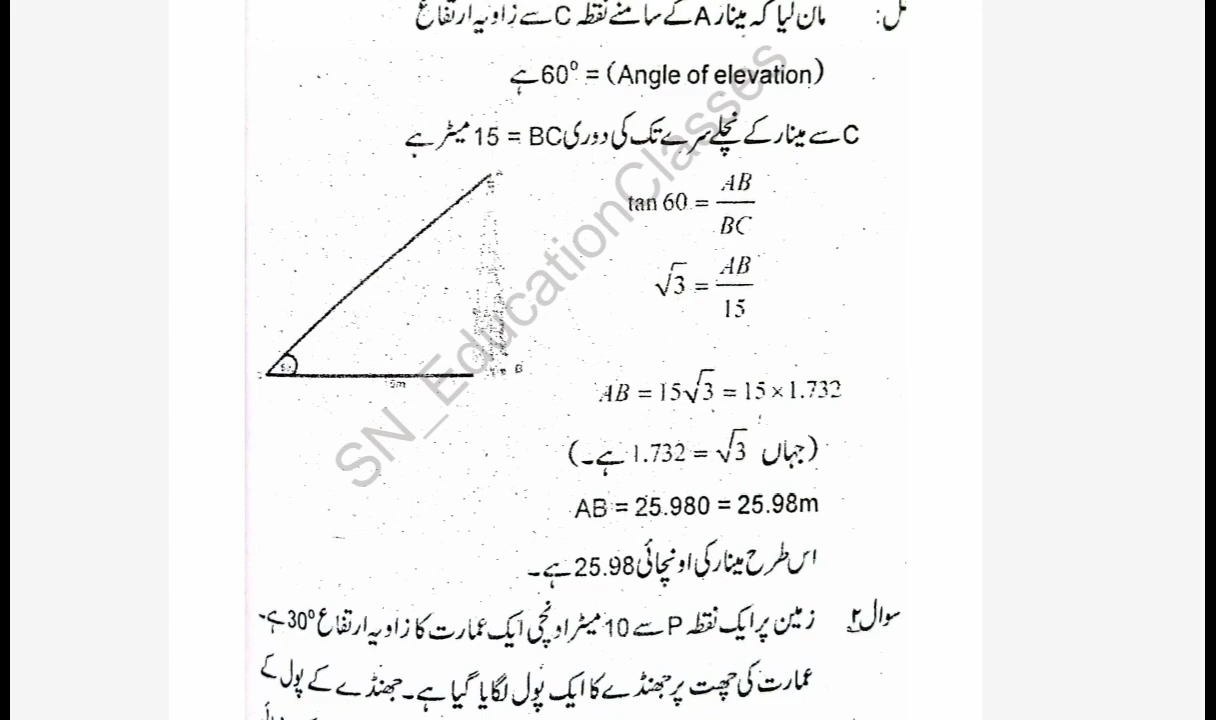 حل: مان لیا کہ مینار A کے سامنے نقطہ C سے زاویہ ارتفاع
(Angle of elevation) = 60° ہے
C سے مینار کے نچلے سرے تک کی دوری BC = 15 میٹر ہے
tan 60 = AB/BC
√3 = AB/15
B
5m
AB = 15√3 = 15 × 1.732
(جہاں √3 = 1.732 ہے۔)
AB = 25.980 = 25.98m
اس طرح مینار کی اونچائی 25.98 ہے۔
سوال ۲ زمین پر ایک نقطہ P سے 10 میٹر اونچی ایک عمارت کا زاویہ ارتفاع 30° ہے۔
عمارت کی چھت پر جھنڈے کا ایک پول لگایا گیا ہے۔ جھنڈے کے پول کے
SN_EducationClasses